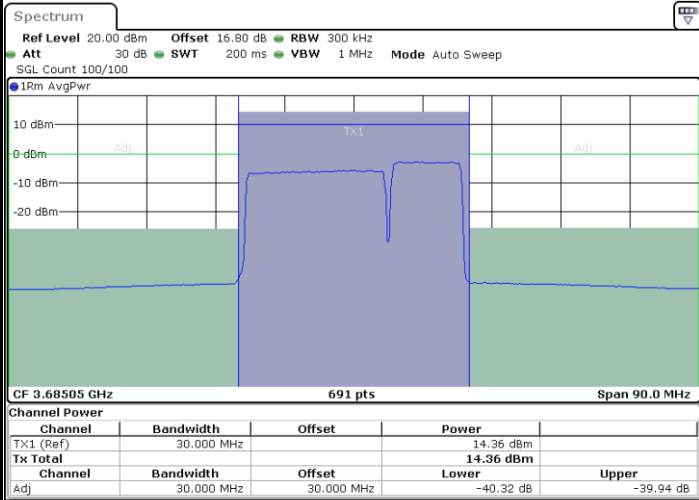 Spectrum
Ref Level 20.00 dBm Offset 16.80 dB RBW 300 kHz
Att 30 dB SWT 200 ms VBW 1 MHz Mode Auto Sweep
SGL Count 100/100
1Rm AvgPwr
10 dBm
TX1
Adj
Adj
0 dBm
-10 dBm
-20 dBm
CF 3.68505 GHz 691 pts Span 90.0 MHz
Channel Power
Channel Bandwidth Offset Power
TX1 (Ref) 30.000 MHz 14.36 dBm
Tx Total 14.36 dBm
Channel Bandwidth Offset Lower Upper
Adj 30.000 MHz 30.000 MHz -40.32 dB -39.94 dB